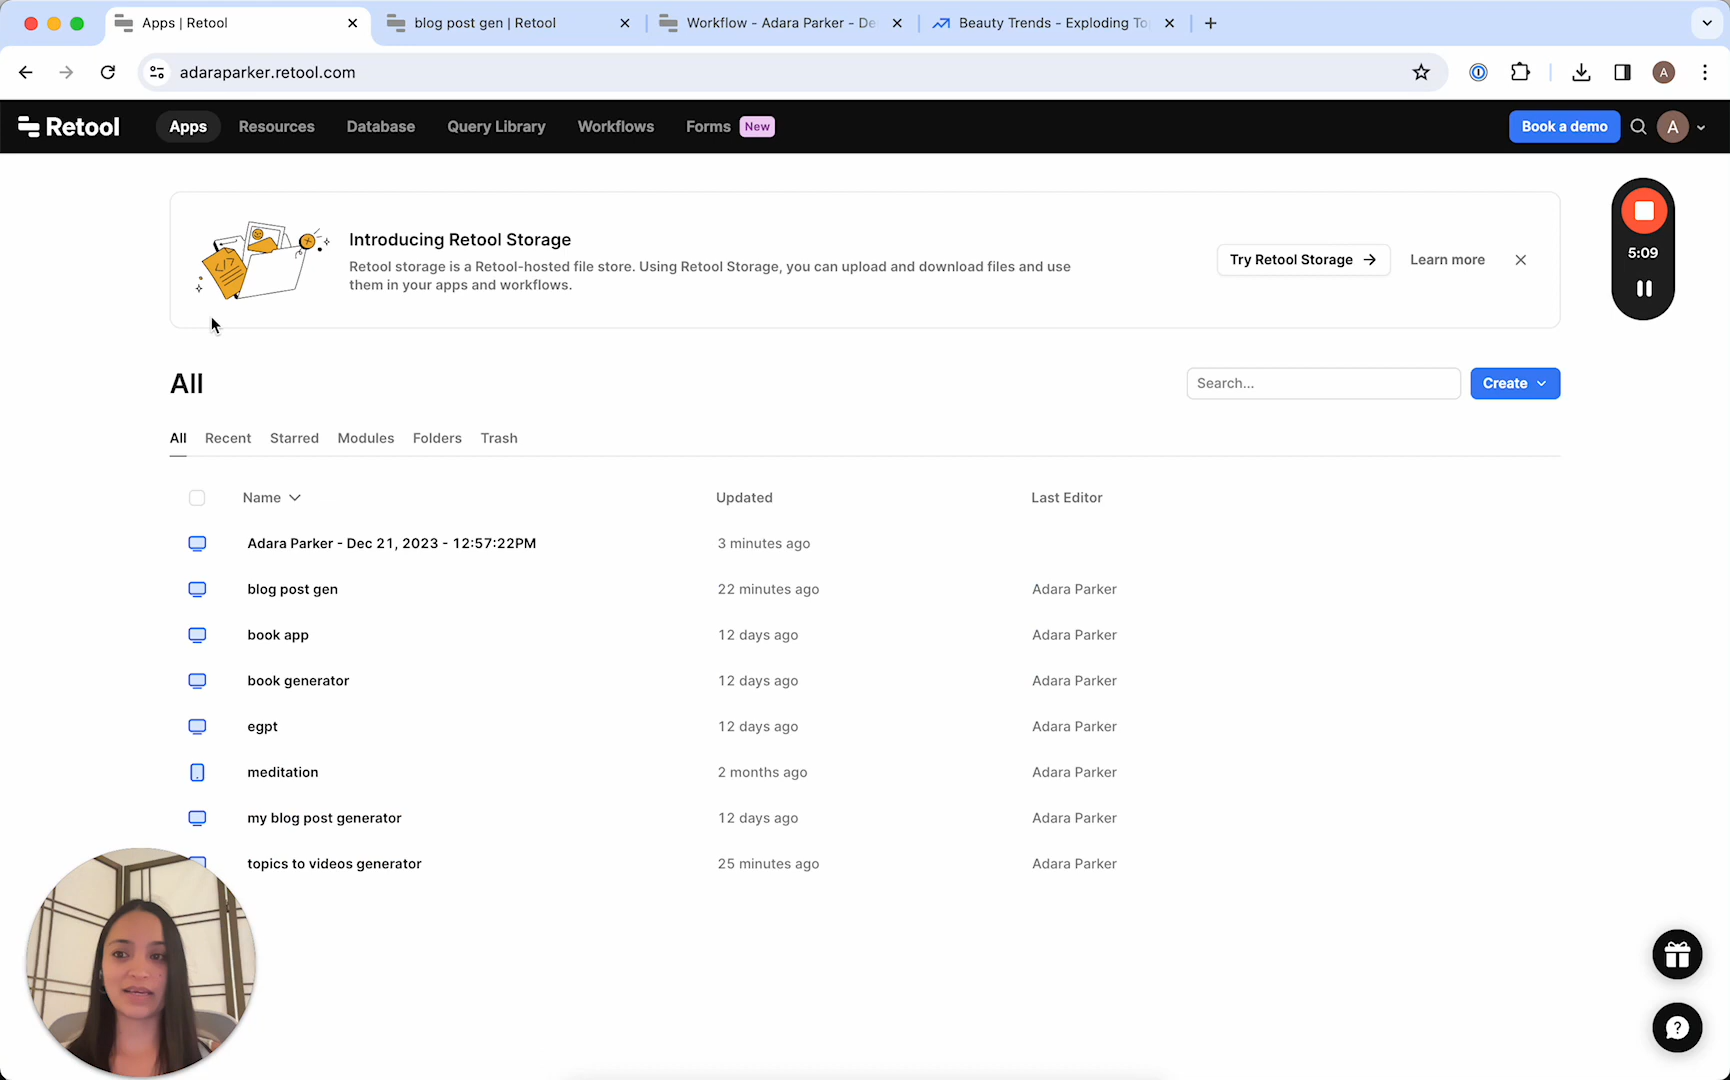 Apps | Retool
blog post gen | Retool
Workflow - Adara Parker - De
Beauty Trends - Exploding To
adaraparker.retool.com
A
Retool
Apps
Resources
Database
Query Library
Workflows
Forms
New
Book a demo
A
Introducing Retool Storage
Retool storage is a Retool-hosted file store. Using Retool Storage, you can upload and download files and use
them in your apps and workflows.
Try Retool Storage →
Learn more
5:09
All
Search...
Create
All
Recent
Starred
Modules
Folders
Trash
Name
Updated
Last Editor
Adara Parker - Dec 21, 2023 - 12:57:22PM
3 minutes ago
blog post gen
22 minutes ago
Adara Parker
book app
12 days ago
Adara Parker
book generator
12 days ago
Adara Parker
egpt
12 days ago
Adara Parker
meditation
2 months ago
Adara Parker
my blog post generator
12 days ago
Adara Parker
topics to videos generator
25 minutes ago
Adara Parker